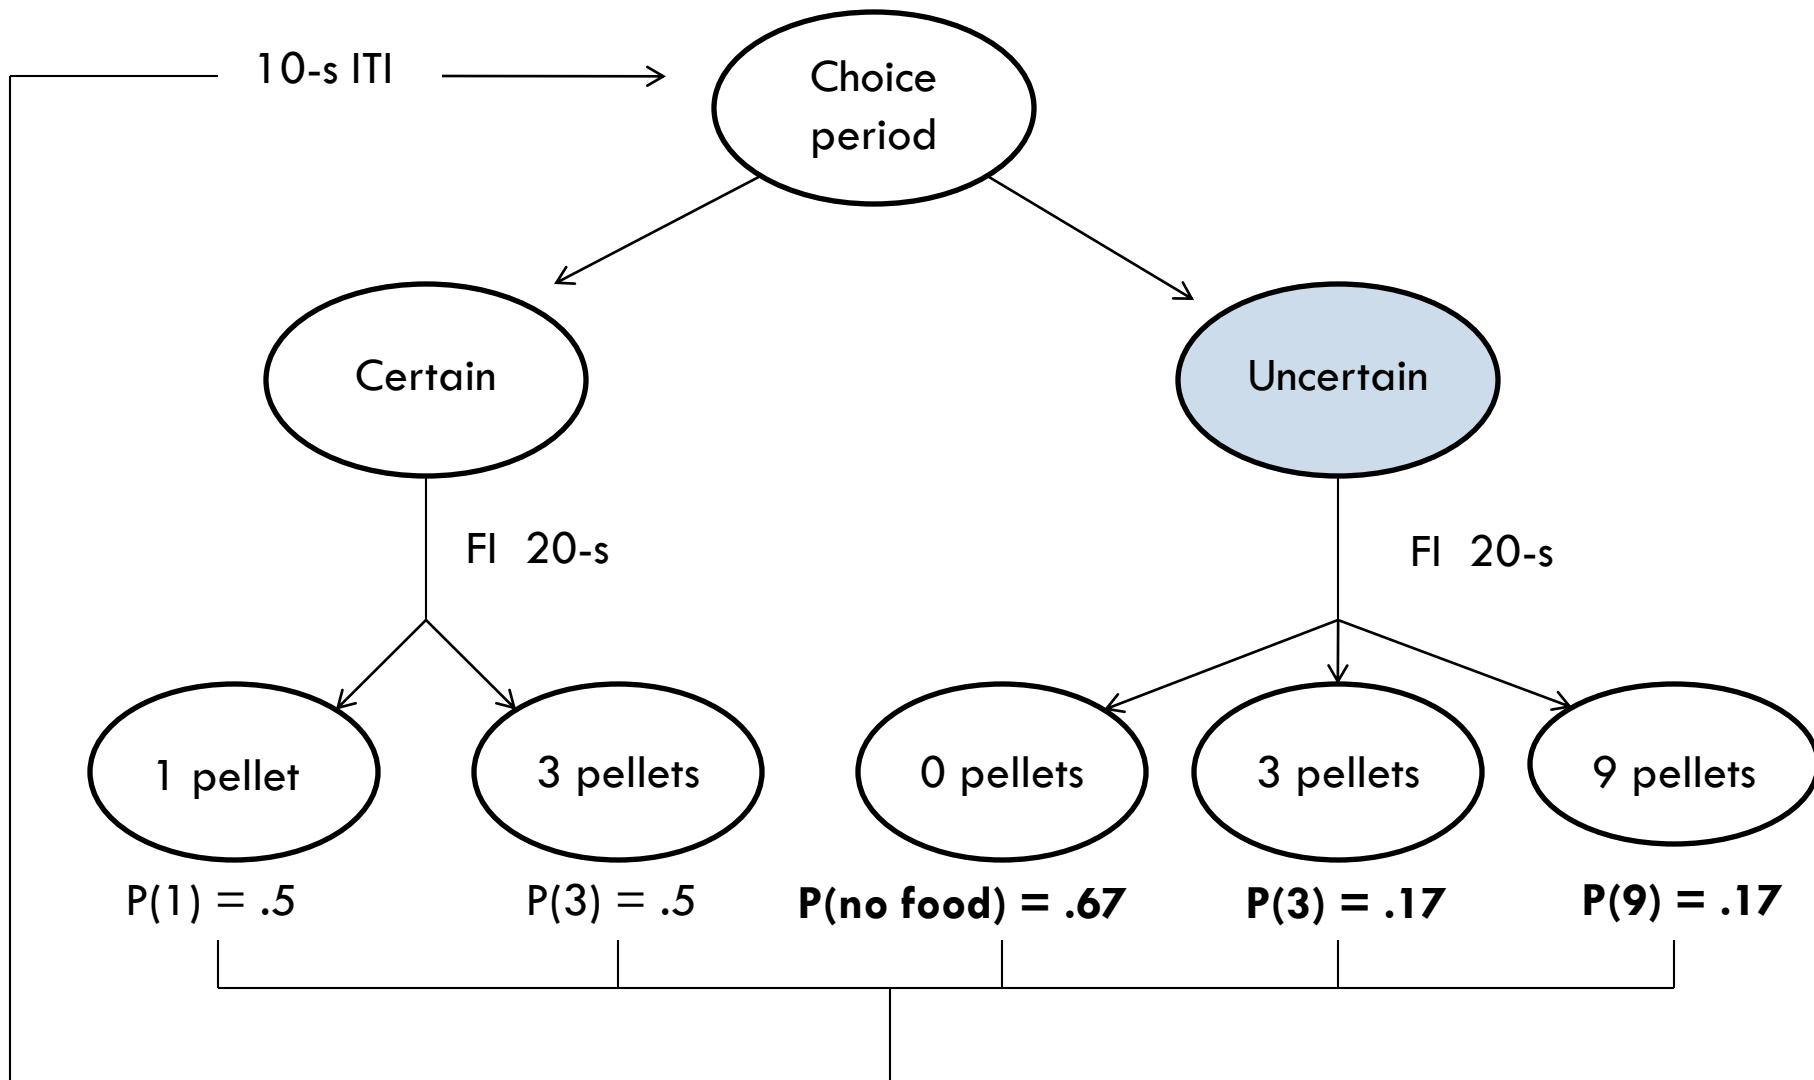 10-s ITI
Choice
period
Certain
Uncertain
FI 20-s
FI 20-s
1 pellet
3 pellets
0 pellets
3 pellets
9 pellets
P(1) = .5
P(3) = .5
P(no food) = .67
P(3) = .17
P(9) = .17